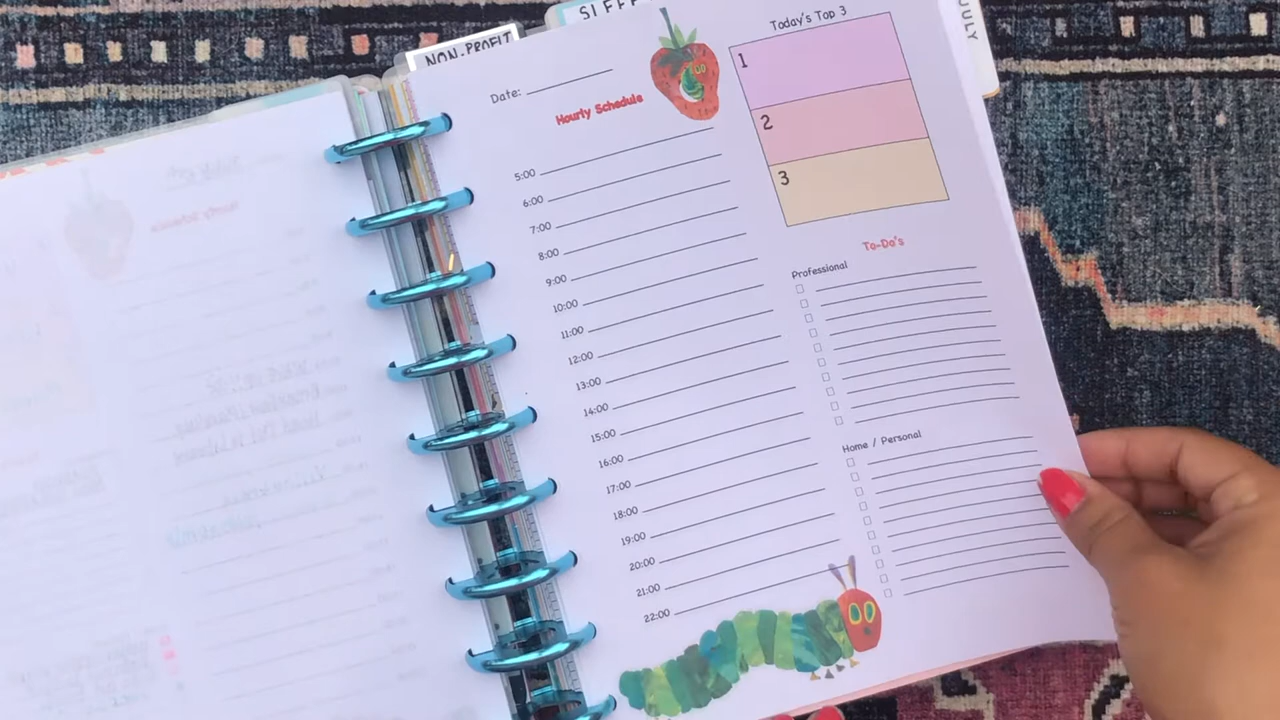 NON-PROFIT
SLEEP
JULY
Date:
Hourly Schedule
5:00
6:00
7:00
8:00
9:00
10:00
11:00
12:00
13:00
14:00
15:00
16:00
17:00
18:00
19:00
20:00
21:00
22:00
Today's Top 3
1
2
3
To-Do's
Professional
Home / Personal